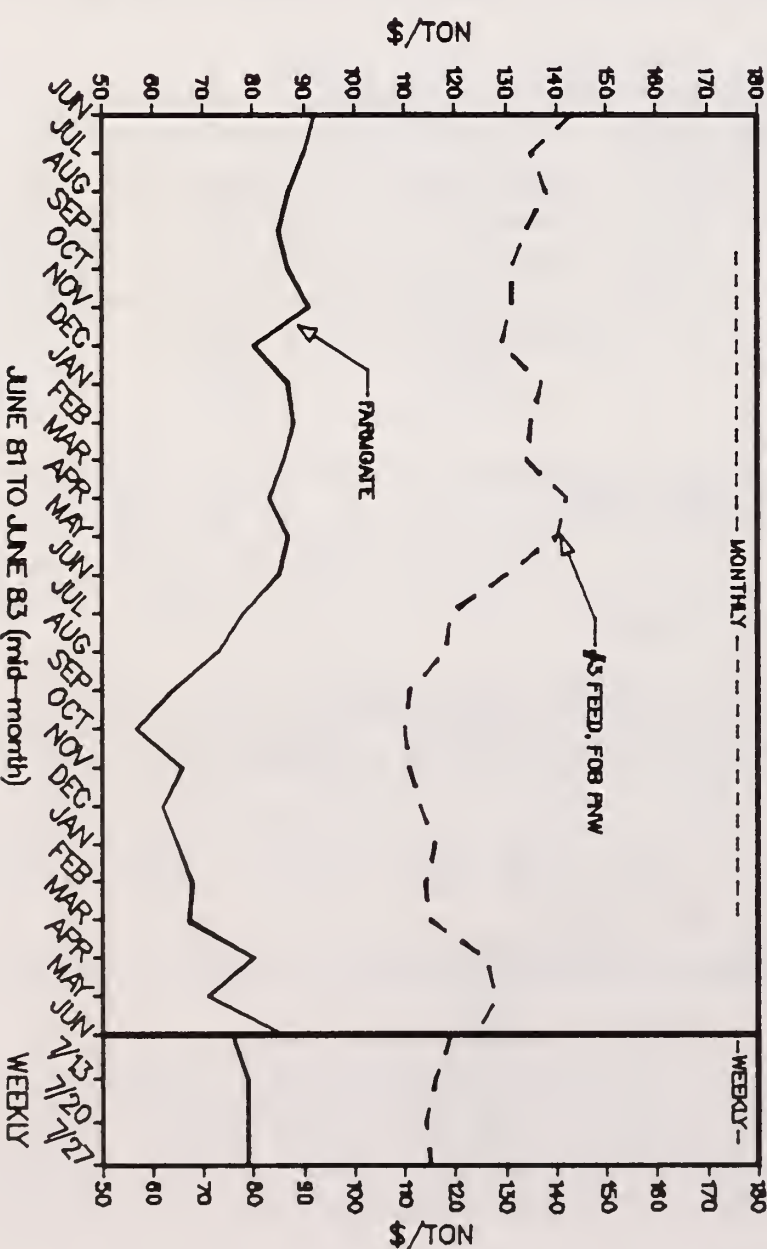 $/TON
180
170
160
150
140
130
120
110
100
90
80
70
60
50
MONTHLY
WEEKLY
#3 FEED, FOB PNW
FARMGATE
180
170
160
150
140
130
120
110
100
90
80
70
60
50
$/TON
JUN
JUL
AUG
SEP
OCT
NOV
DEC
JAN
FEB
MAR
APR
MAY
JUN
JUL
AUG
SEP
OCT
NOV
DEC
JAN
FEB
MAR
APR
MAY
JUN
7/13
7/20
7/27
JUNE 81 TO JUNE 83 (mid-month)
WEEKLY